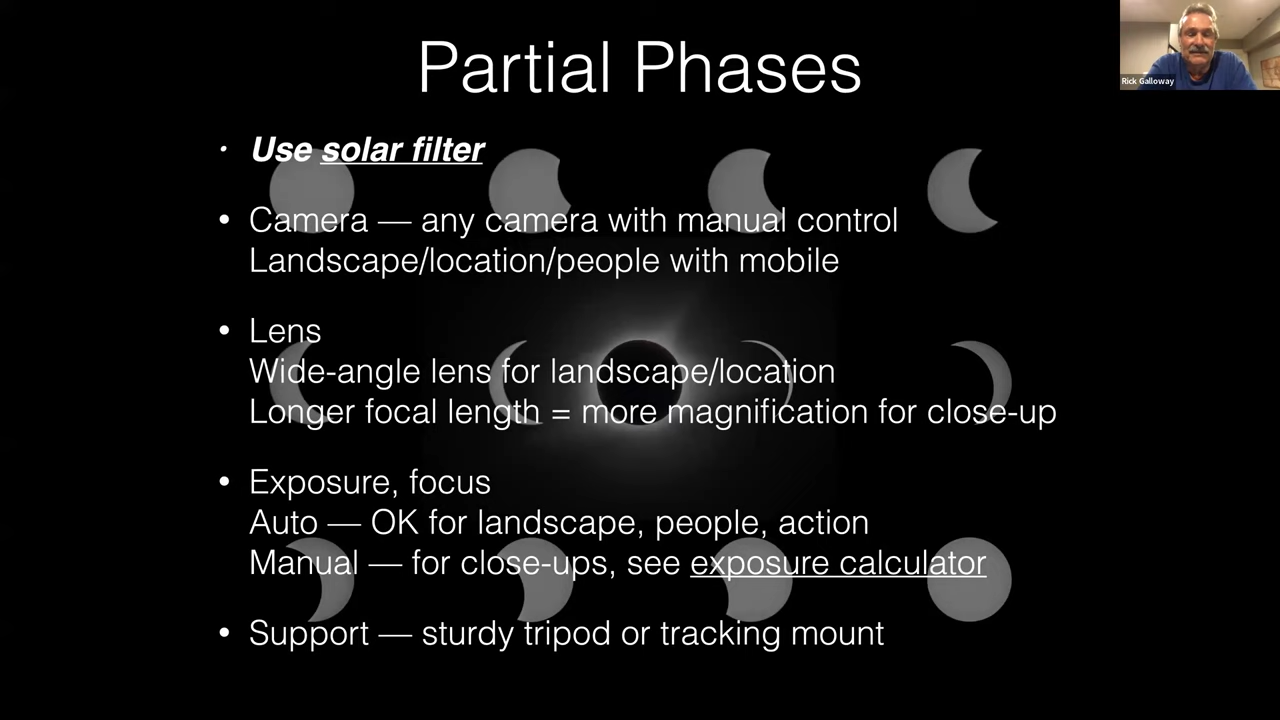 Partial Phases
Rick Galloway
• Use solar filter
• Camera — any camera with manual control
Landscape/location/people with mobile
• Lens
Wide-angle lens for landscape/location
Longer focal length = more magnification for close-up
• Exposure, focus
Auto — OK for landscape, people, action
Manual — for close-ups, see exposure calculator
• Support — sturdy tripod or tracking mount